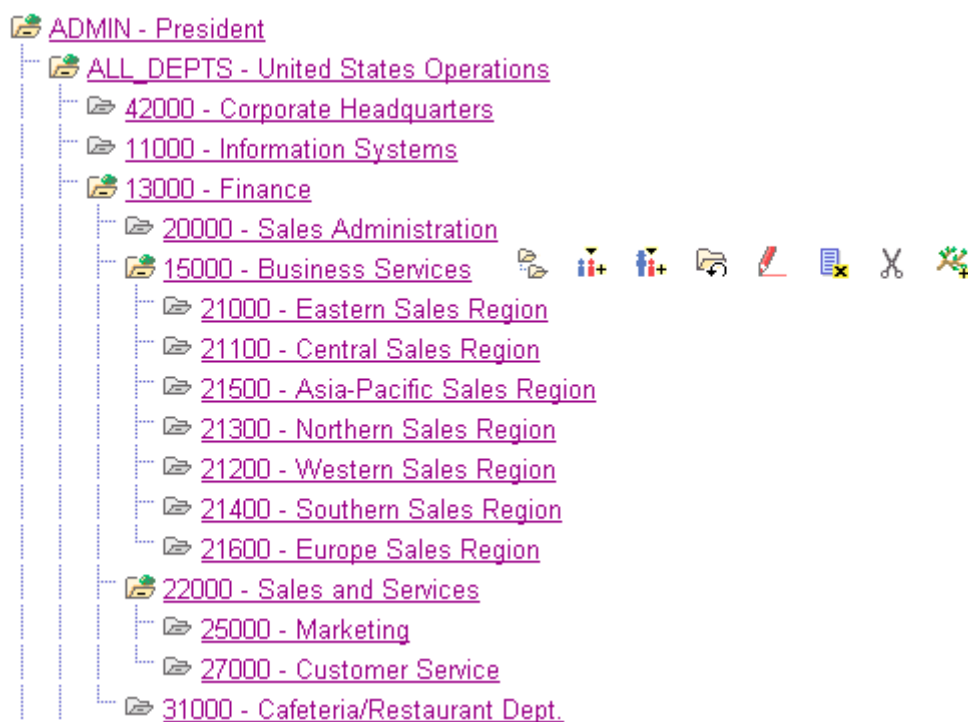 ADMIN - President
ALL_DEPTS - United States Operations
42000 - Corporate Headquarters
11000 - Information Systems
13000 - Finance
20000 - Sales Administration
15000 - Business Services
21000 - Eastern Sales Region
21100 - Central Sales Region
21500 - Asia-Pacific Sales Region
21300 - Northern Sales Region
21200 - Western Sales Region
21400 - Southern Sales Region
21600 - Europe Sales Region
22000 - Sales and Services
25000 - Marketing
27000 - Customer Service
31000 - Cafeteria/Restaurant Dept.